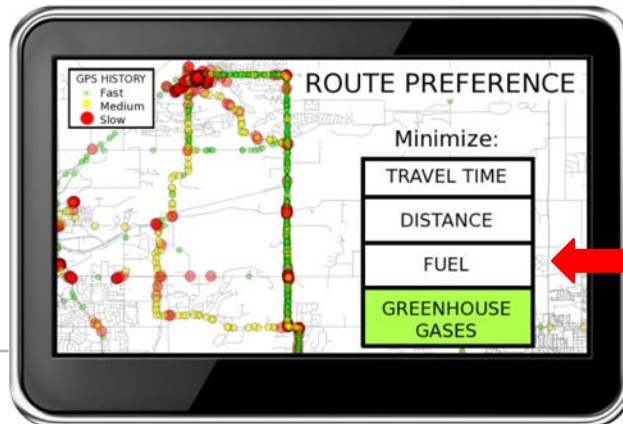 GPS HISTORY
Fast
Medium
Slow
ROUTE PREFERENCE
Minimize:
TRAVEL TIME
DISTANCE
FUEL
GREENHOUSE
GASES